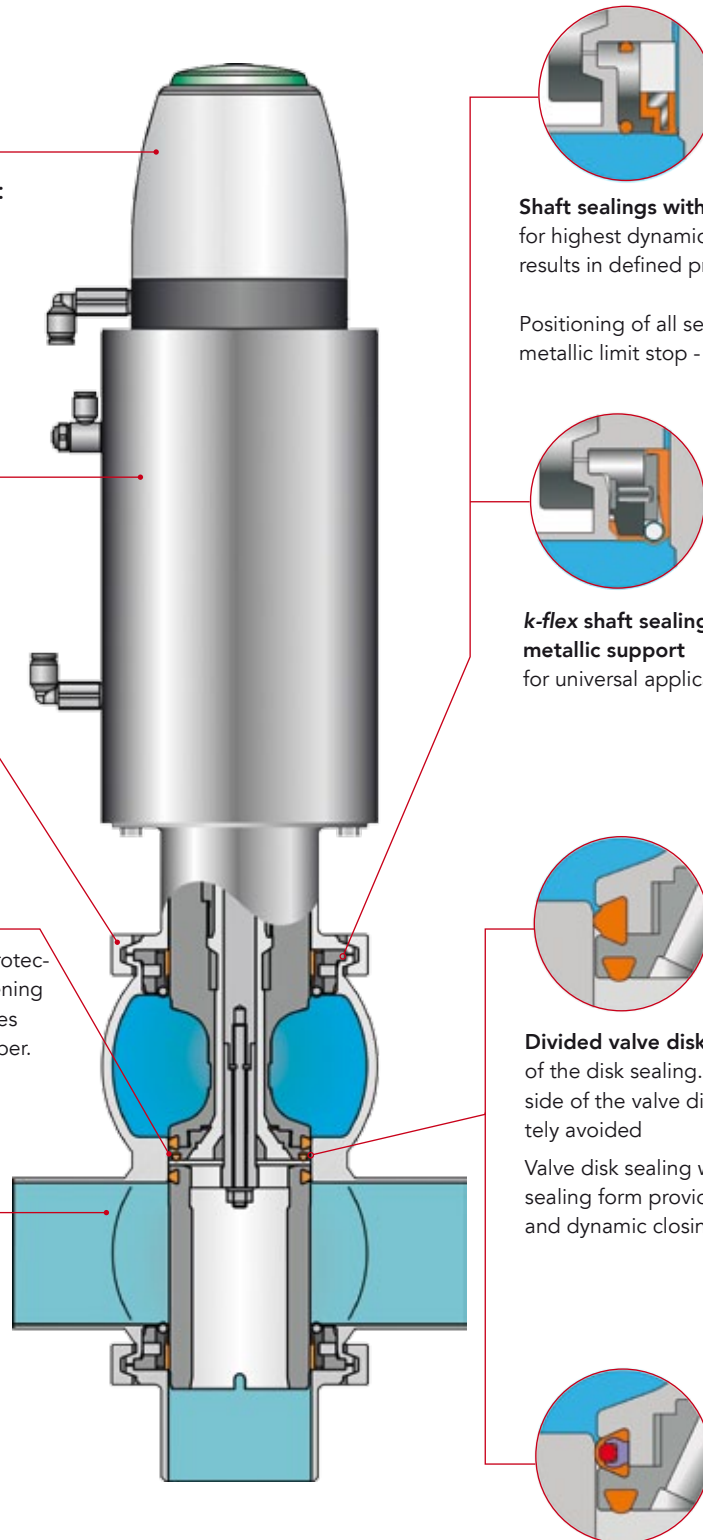 :
Shaft sealings with
for highest dynamic
results in defined pr
Positioning of all se
metallic limit stop -
k-flex shaft sealing
metallic support
for universal applic
rotec-
ening
es
ber.
Divided valve disk
of the disk sealing.
side of the valve di
tely avoided
Valve disk sealing w
sealing form provid
and dynamic closin